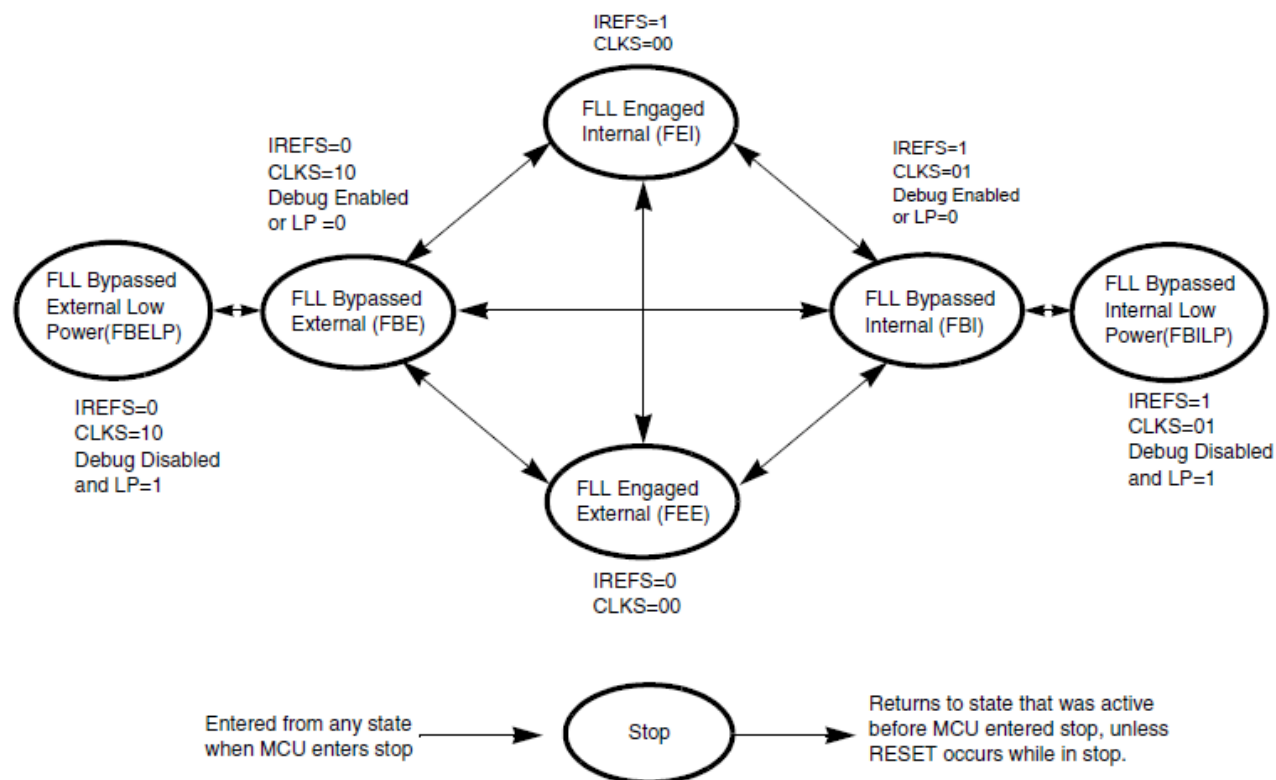 IREFS=1
CLKS=00
FLL Engaged
Internal (FEI)
IREFS=0
CLKS=10
Debug Enabled
or LP =0
IREFS=1
CLKS=01
Debug Enabled
or LP=0
FLL Bypassed
External Low
Power(FBELP)
FLL Bypassed
External (FBE)
FLL Bypassed
Internal (FBI)
FLL Bypassed
Internal Low
Power(FBILP)
IREFS=0
CLKS=10
Debug Disabled
and LP=1
IREFS=1
CLKS=01
Debug Disabled
and LP=1
FLL Engaged
External (FEE)
IREFS=0
CLKS=00
Entered from any state
when MCU enters stop
Stop
Returns to state that was active
before MCU entered stop, unless
RESET occurs while in stop.